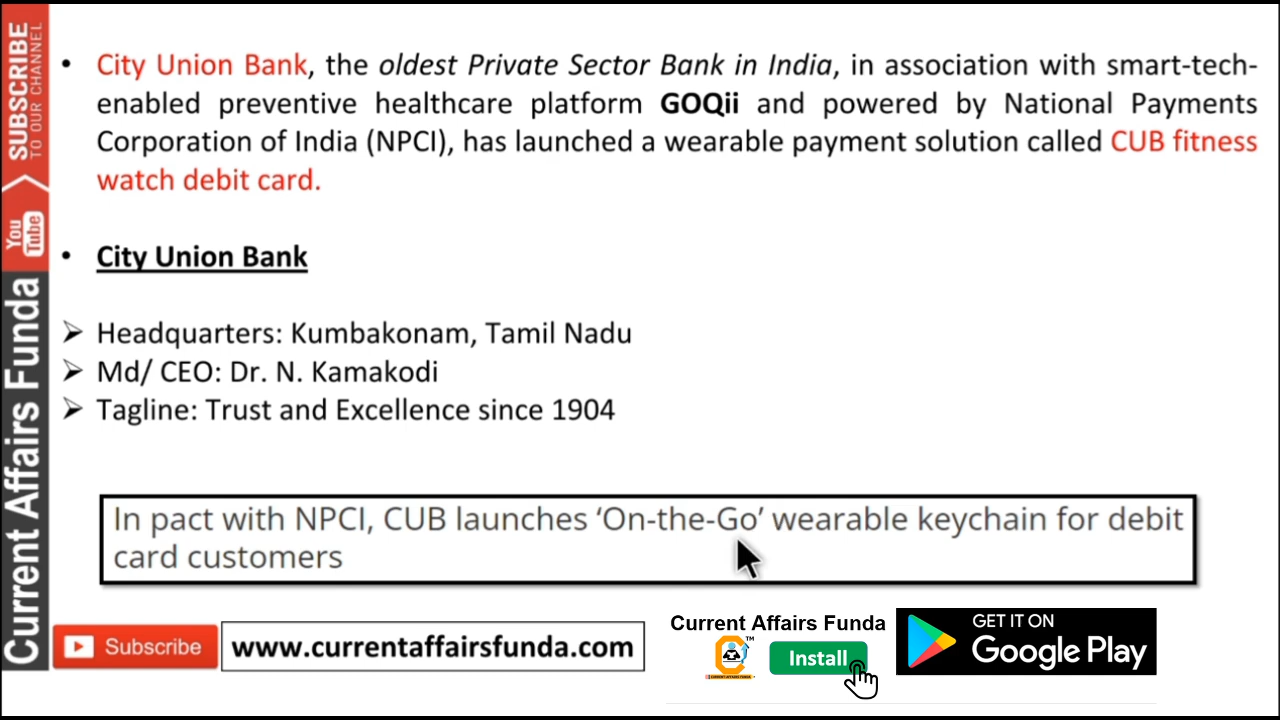 SUBSCRIBE
TO OUR CHANNEL
You
Tube
Current Affairs Funda
• City Union Bank, the oldest Private Sector Bank in India, in association with smart-tech-
enabled preventive healthcare platform GOQii and powered by National Payments
Corporation of India (NPCI), has launched a wearable payment solution called CUB fitness
watch debit card.
• City Union Bank
➢ Headquarters: Kumbakonam, Tamil Nadu
➢ Md/ CEO: Dr. N. Kamakodi
➢ Tagline: Trust and Excellence since 1904
In pact with NPCI, CUB launches ‘On-the-Go’ wearable keychain for debit
card customers
Subscribe
www.currentaffairsfunda.com
Current Affairs Funda
TM
CURRENT AFFAIRS FUNDA
Install
GET IT ON
Google Play